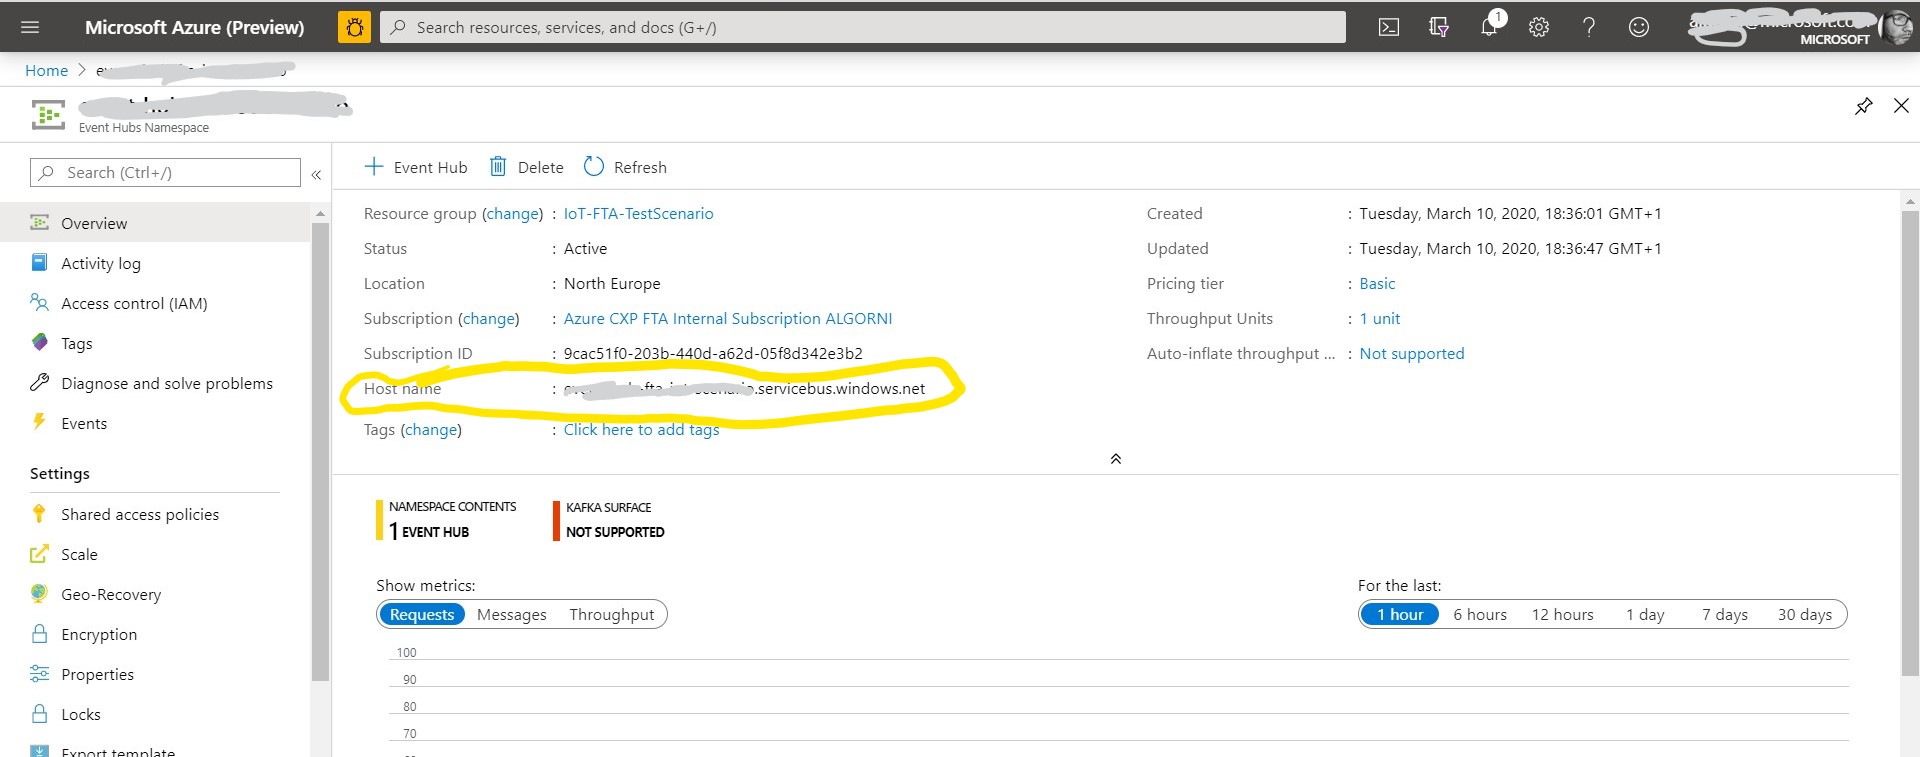 Microsoft Azure (Preview)
Search resources, services, and docs (G+/)
1
MICROSOFT
Home
Event Hubs Namespace
Search (Ctrl+/)
«
Event Hub
Delete
Refresh
Overview
Activity log
Access control (IAM)
Tags
Diagnose and solve problems
Events
Settings
Shared access policies
Scale
Geo-Recovery
Encryption
Properties
Locks
Export template
Resource group (change) : IoT-FTA-TestScenario
Status : Active
Location : North Europe
Subscription (change) : Azure CXP FTA Internal Subscription ALGORNI
Subscription ID : 9cac51f0-203b-440d-a62d-05f8d342e3b2
Host name : .servicebus.windows.net
Tags (change) : Click here to add tags
Created : Tuesday, March 10, 2020, 18:36:01 GMT+1
Updated : Tuesday, March 10, 2020, 18:36:47 GMT+1
Pricing tier : Basic
Throughput Units : 1 unit
Auto-inflate throughput ... : Not supported
NAMESPACE CONTENTS
1 EVENT HUB
KAFKA SURFACE
NOT SUPPORTED
Show metrics:
Requests Messages Throughput
For the last:
1 hour 6 hours 12 hours 1 day 7 days 30 days
100
90
80
70